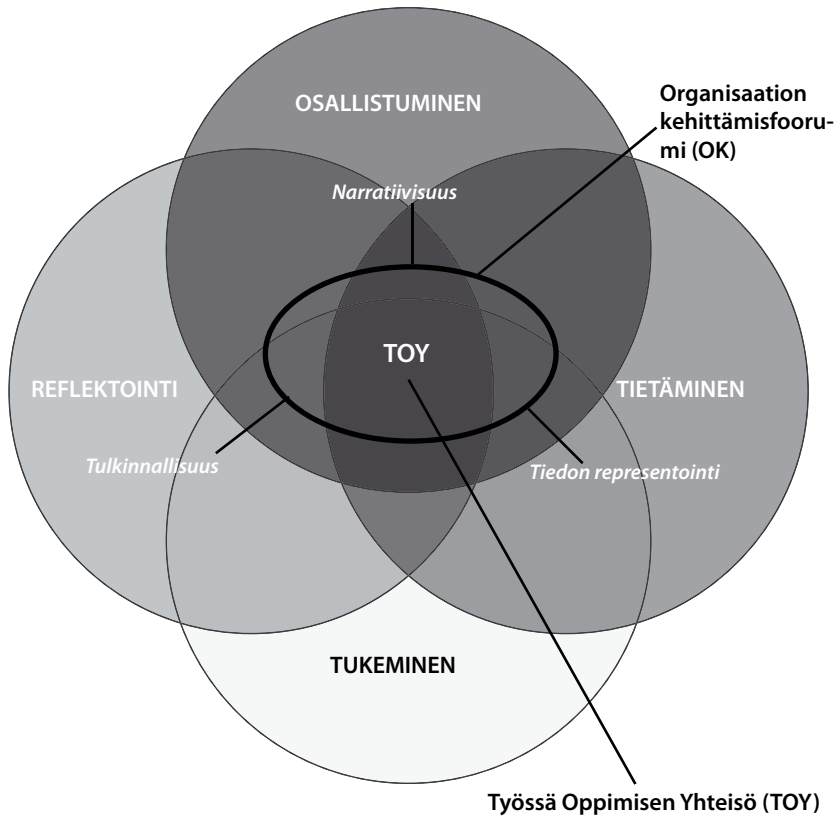 OSALLISTUMINEN
Organisaation
kehittämisfooru-
mi (OK)
Narratiivisuus
TOY
REFLEKTOINTI
TIETÄMINEN
Tulkinnallisuus
Tiedon representointi
TUKEMINEN
Työssä Oppimisen Yhteisö (TOY)